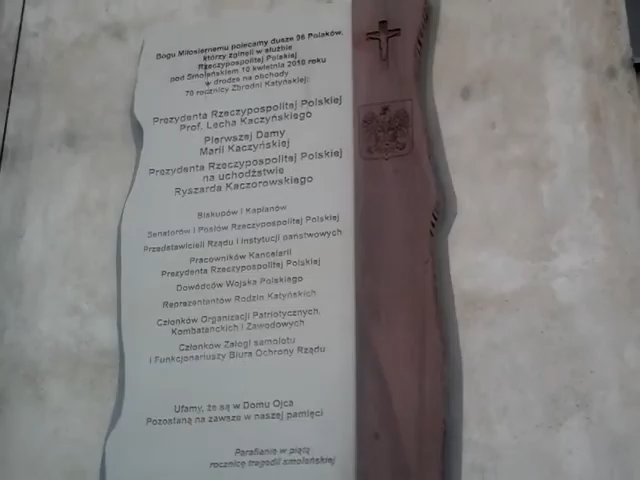 Bogu Miłosiernemu polecamy dusze 96 Polaków,
którzy zginęli w służbie
Rzeczypospolitej Polskiej
pod Smoleńskiem 10 kwietnia 2010 roku
w drodze na obchody
70 rocznicy Zbrodni Katyńskiej:
Prezydenta Rzeczypospolitej Polskiej
Prof. Lecha Kaczyńskiego
Pierwszej Damy
Marii Kaczyńskiej
Prezydenta Rzeczypospolitej Polskiej
na uchodźstwie
Ryszarda Kaczorowskiego
Biskupów i Kapłanów
Senatorów i Posłów Rzeczypospolitej Polskiej
Przedstawicieli Rządu i Instytucji państwowych
Pracowników Kancelarii
Prezydenta Rzeczypospolitej Polskiej
Dowódców Wojska Polskiego
Reprezentantów Rodzin Katyńskich
Członków Organizacji Patriotycznych,
Kombatanckich i Zawodowych
Członków Załogi samolotu
i Funkcjonariuszy Biura Ochrony Rządu
Ufamy, że są w Domu Ojca
Pozostaną na zawsze w naszej pamięci
Parafianie w piątą
rocznicę tragedii smoleńskiej